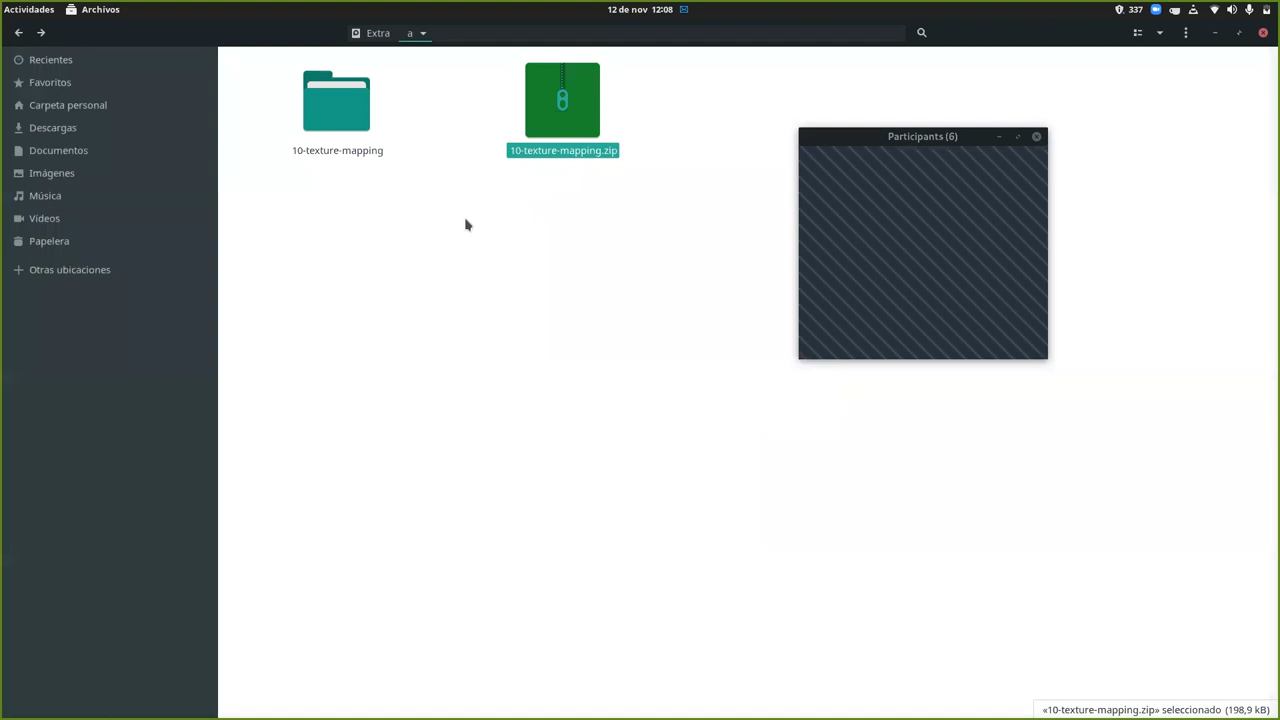 Actividades Archivos 12 de nov 12:08 337
Extra a
Recientes
Favoritos
Carpeta personal
Descargas
Documentos
Imágenes
Música
Vídeos
Papelera
Otras ubicaciones
10-texture-mapping
10-texture-mapping.zip
Participants (6)
«10-texture-mapping.zip» seleccionado (198,9 kB)